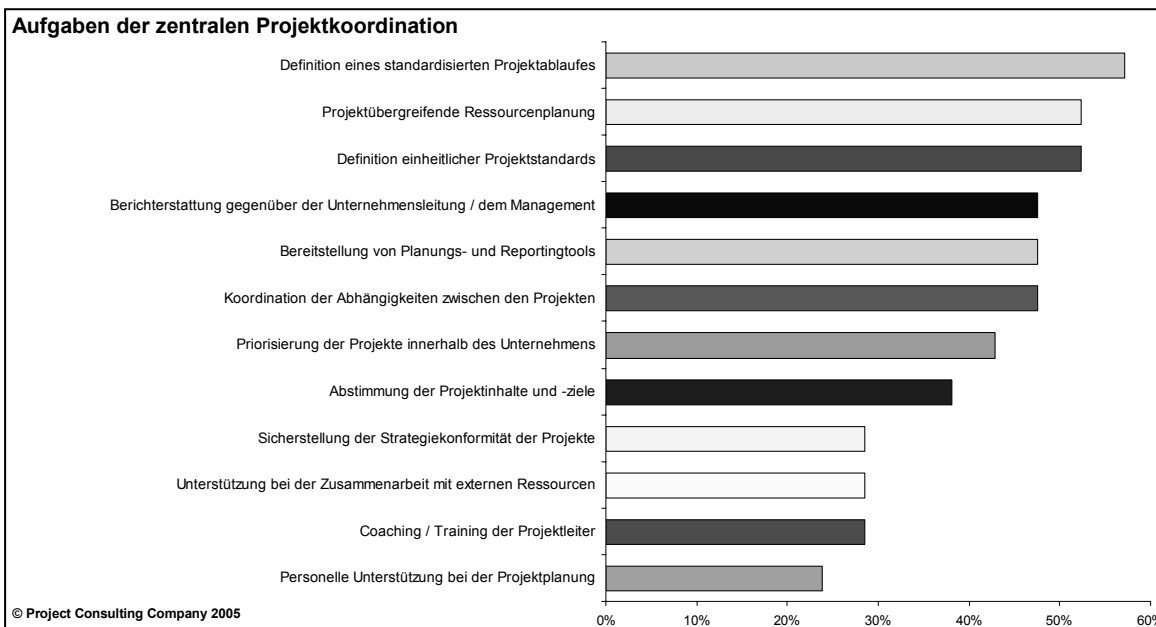 Aufgaben der zentralen Projektkoordination
Definition eines standardisierten Projektablaufes
Projektübergreifende Ressourcenplanung
Definition einheitlicher Projektstandards
Berichterstattung gegenüber der Unternehmensleitung / dem Management
Bereitstellung von Planungs- und Reportingtools
Koordination der Abhängigkeiten zwischen den Projekten
Priorisierung der Projekte innerhalb des Unternehmens
Abstimmung der Projektinhalte und -ziele
Sicherstellung der Strategiekonformität der Projekte
Unterstützung bei der Zusammenarbeit mit externen Ressourcen
Coaching / Training der Projektleiter
Personelle Unterstützung bei der Projektplanung
© Project Consulting Company 2005
0% 10% 20% 30% 40% 50% 60%